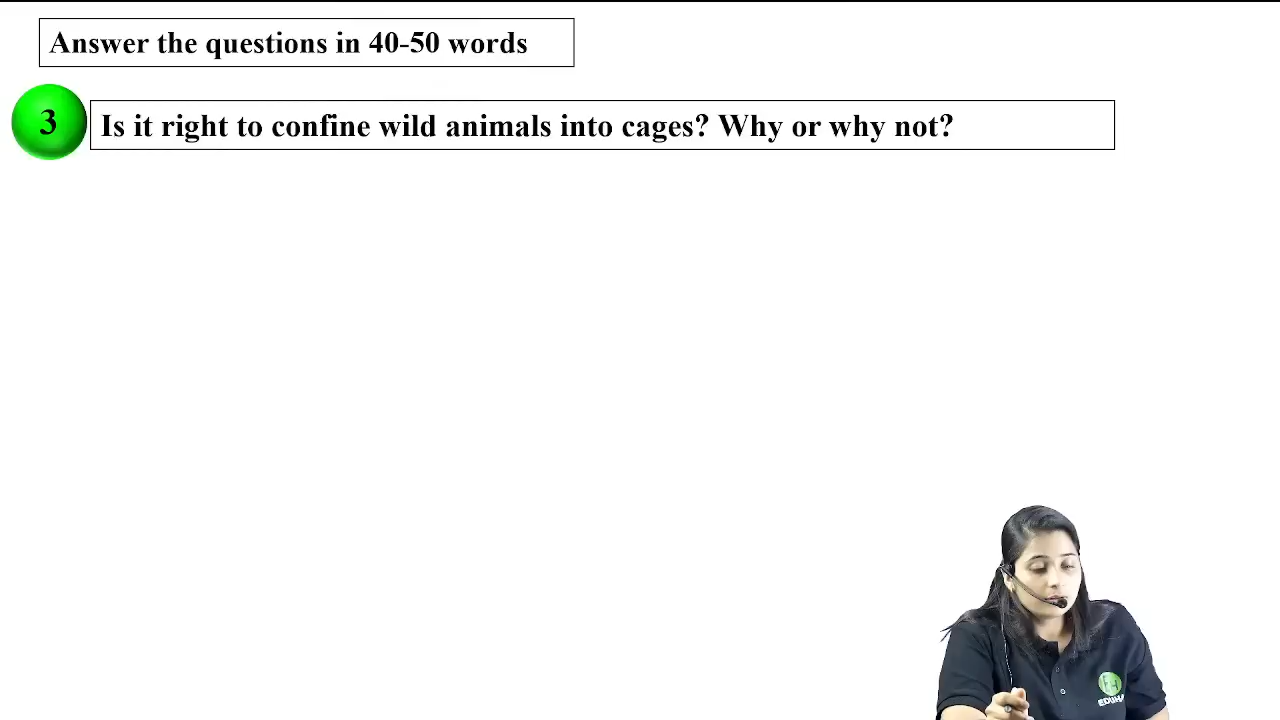 Answer the questions in 40-50 words
3
Is it right to confine wild animals into cages? Why or why not?